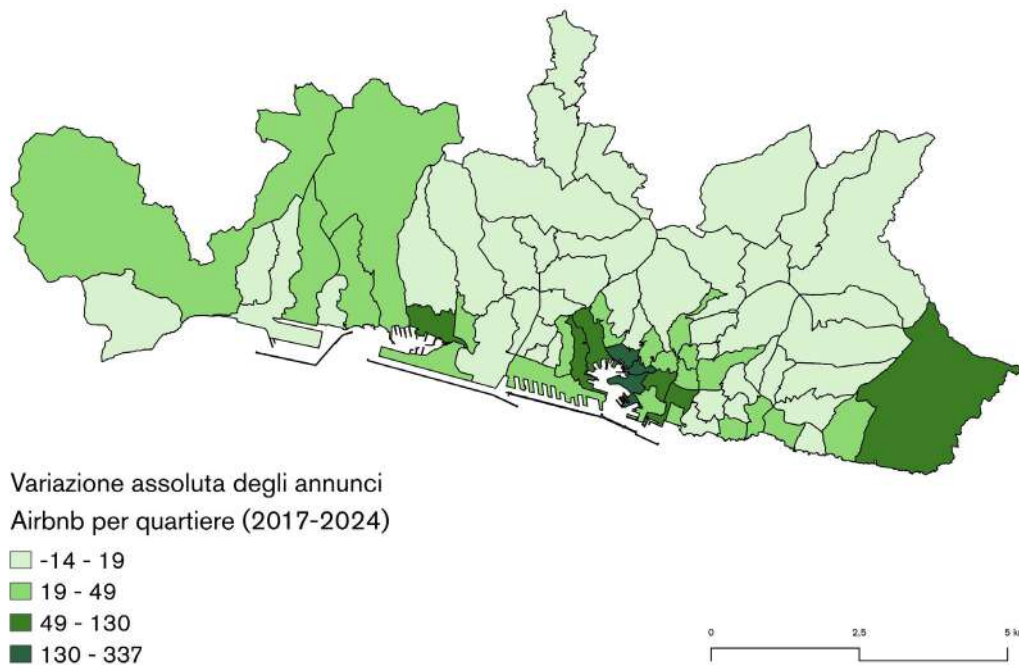 Variazione assoluta degli annunci
Airbnb per quartiere (2017-2024)
-14 - 19
19 - 49
49 - 130
130 - 337
0 2,5 5 k